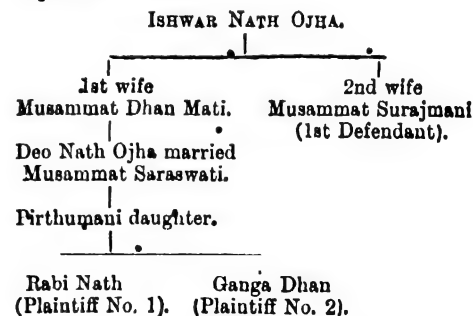 ISHWAR NATH OJHA.
1st wife 2nd wife
Musammat Dhan Mati. Musammat Surajmani
(1st Defendant).
Deo Nath Ojha married
Musammat Saraswati.
Pirthumani daughter.
Rabi Nath Ganga Dhan
(Plaintiff No. 1). (Plaintiff No. 2).